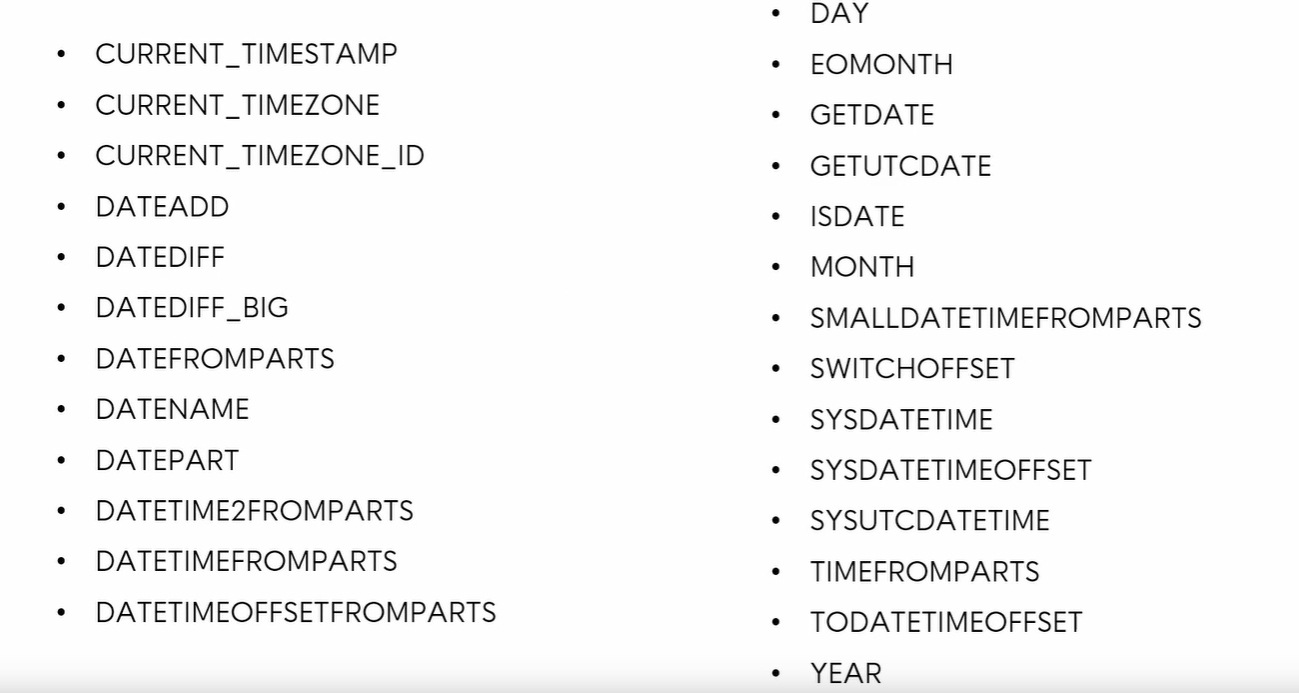 • CURRENT_TIMESTAMP
• CURRENT_TIMEZONE
• CURRENT_TIMEZONE_ID
• DATEADD
• DATEDIFF
• DATEDIFF_BIG
• DATEFROMPARTS
• DATENAME
• DATEPART
• DATETIME2FROMPARTS
• DATETIMEFROMPARTS
• DATETIMEOFFSETFROMPARTS
• DAY
• EOMONTH
• GETDATE
• GETUTCDATE
• ISDATE
• MONTH
• SMALLDATETIMEFROMPARTS
• SWITCHOFFSET
• SYSDATETIME
• SYSDATETIMEOFFSET
• SYSUTCDATETIME
• TIMEFROMPARTS
• TODATETIMEOFFSET
• YEAR